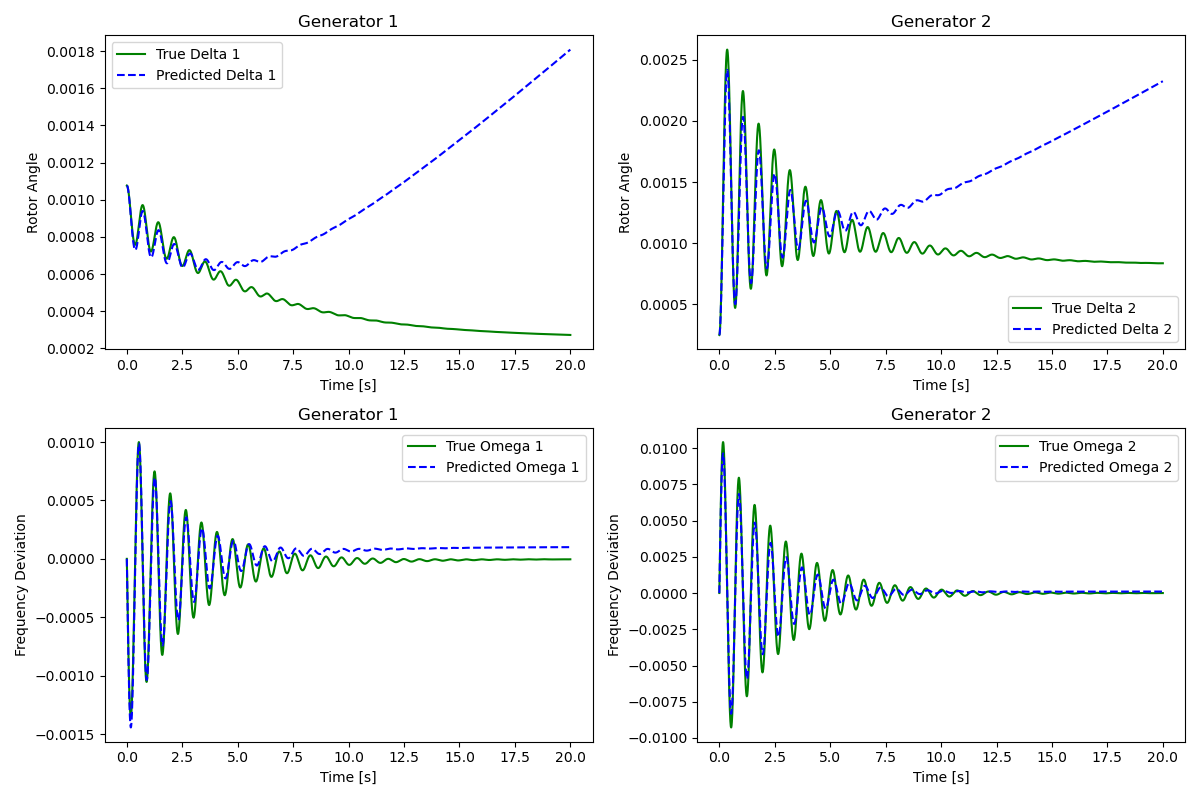 Generator 1
Rotor Angle
0.0018
0.0016
0.0014
0.0012
0.0010
0.0008
0.0006
0.0004
0.0002
True Delta 1
Predicted Delta 1
0.0 2.5 5.0 7.5 10.0 12.5 15.0 17.5 20.0
Time [s]
Generator 2
Rotor Angle
0.0025
0.0020
0.0015
0.0010
0.0005
True Delta 2
Predicted Delta 2
0.0 2.5 5.0 7.5 10.0 12.5 15.0 17.5 20.0
Time [s]
Generator 1
Frequency Deviation
0.0010
0.0005
0.0000
−0.0005
−0.0010
−0.0015
True Omega 1
Predicted Omega 1
0.0 2.5 5.0 7.5 10.0 12.5 15.0 17.5 20.0
Time [s]
Generator 2
Frequency Deviation
0.0100
0.0075
0.0050
0.0025
0.0000
−0.0025
−0.0050
−0.0075
−0.0100
True Omega 2
Predicted Omega 2
0.0 2.5 5.0 7.5 10.0 12.5 15.0 17.5 20.0
Time [s]